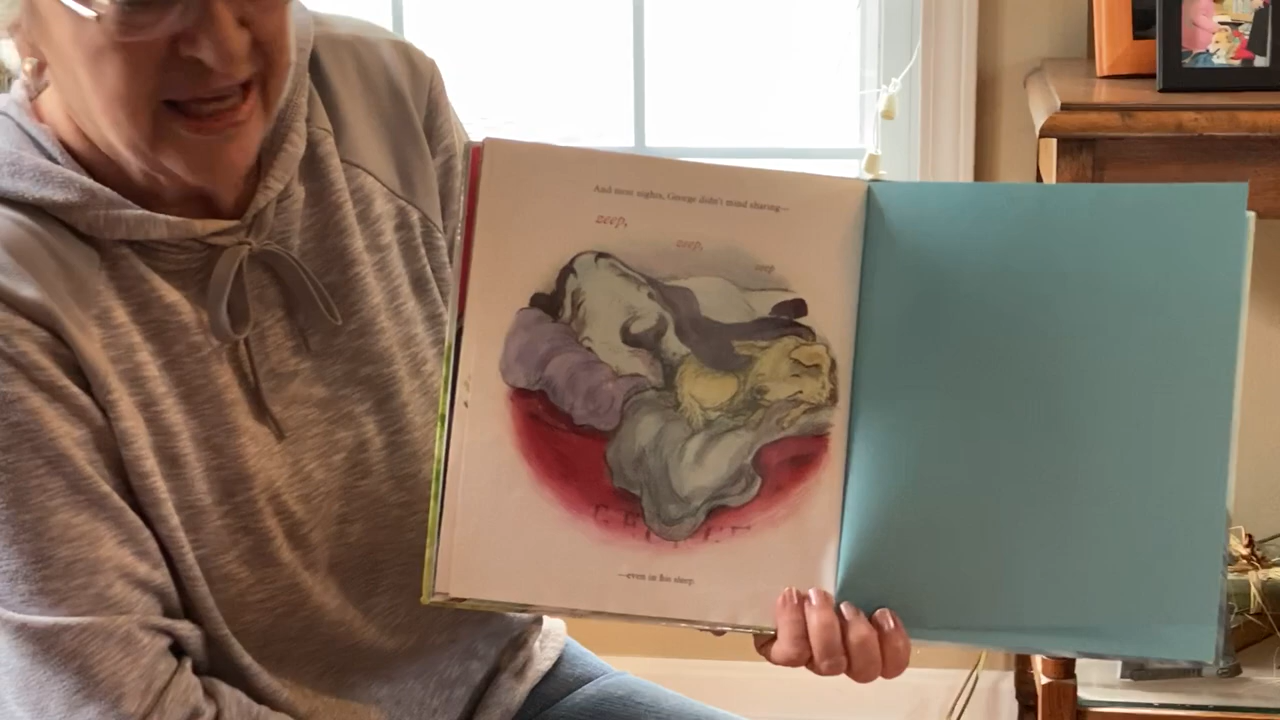 And most nights, George didn't mind sharing—
zeep,
zeep,
zeep
—even in his sleep.